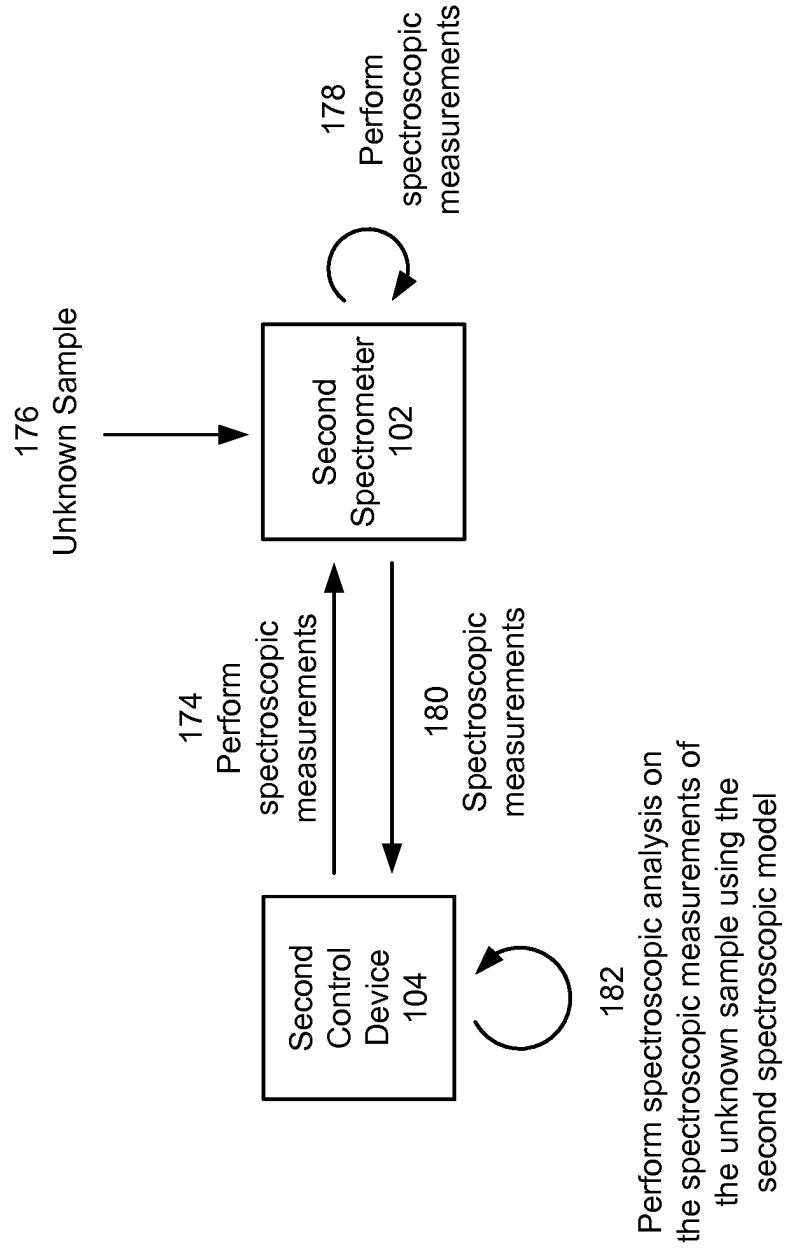 176
Unknown Sample
174
Perform
spectroscopic
measurements
Second
Spectrometer
102
178
Perform
spectroscopic
measurements
Second
Control
Device
104
180
Spectroscopic
measurements
182
Perform spectroscopic analysis on
the spectroscopic measurements of
the unknown sample using the
second spectroscopic model